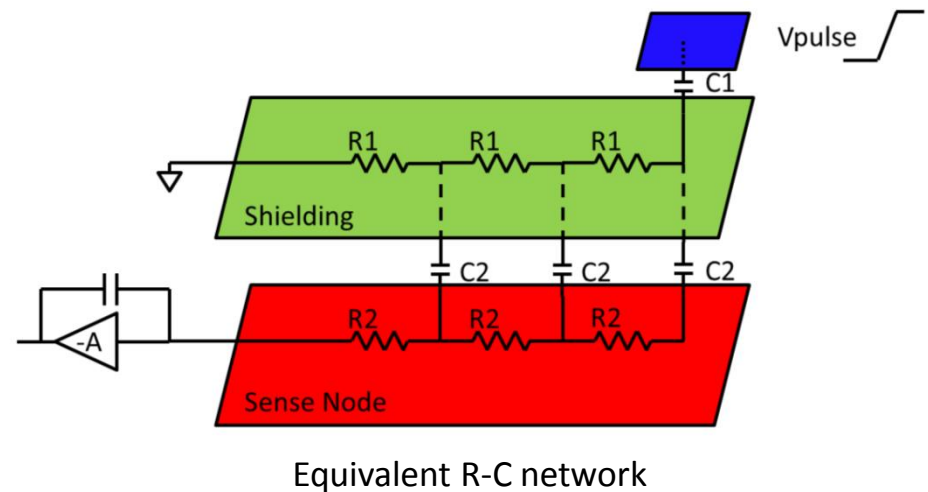 Vpulse
C1
R1 R1 R1
Shielding
C2 C2 C2
-A
R2 R2 R2
Sense Node
Equivalent R-C network